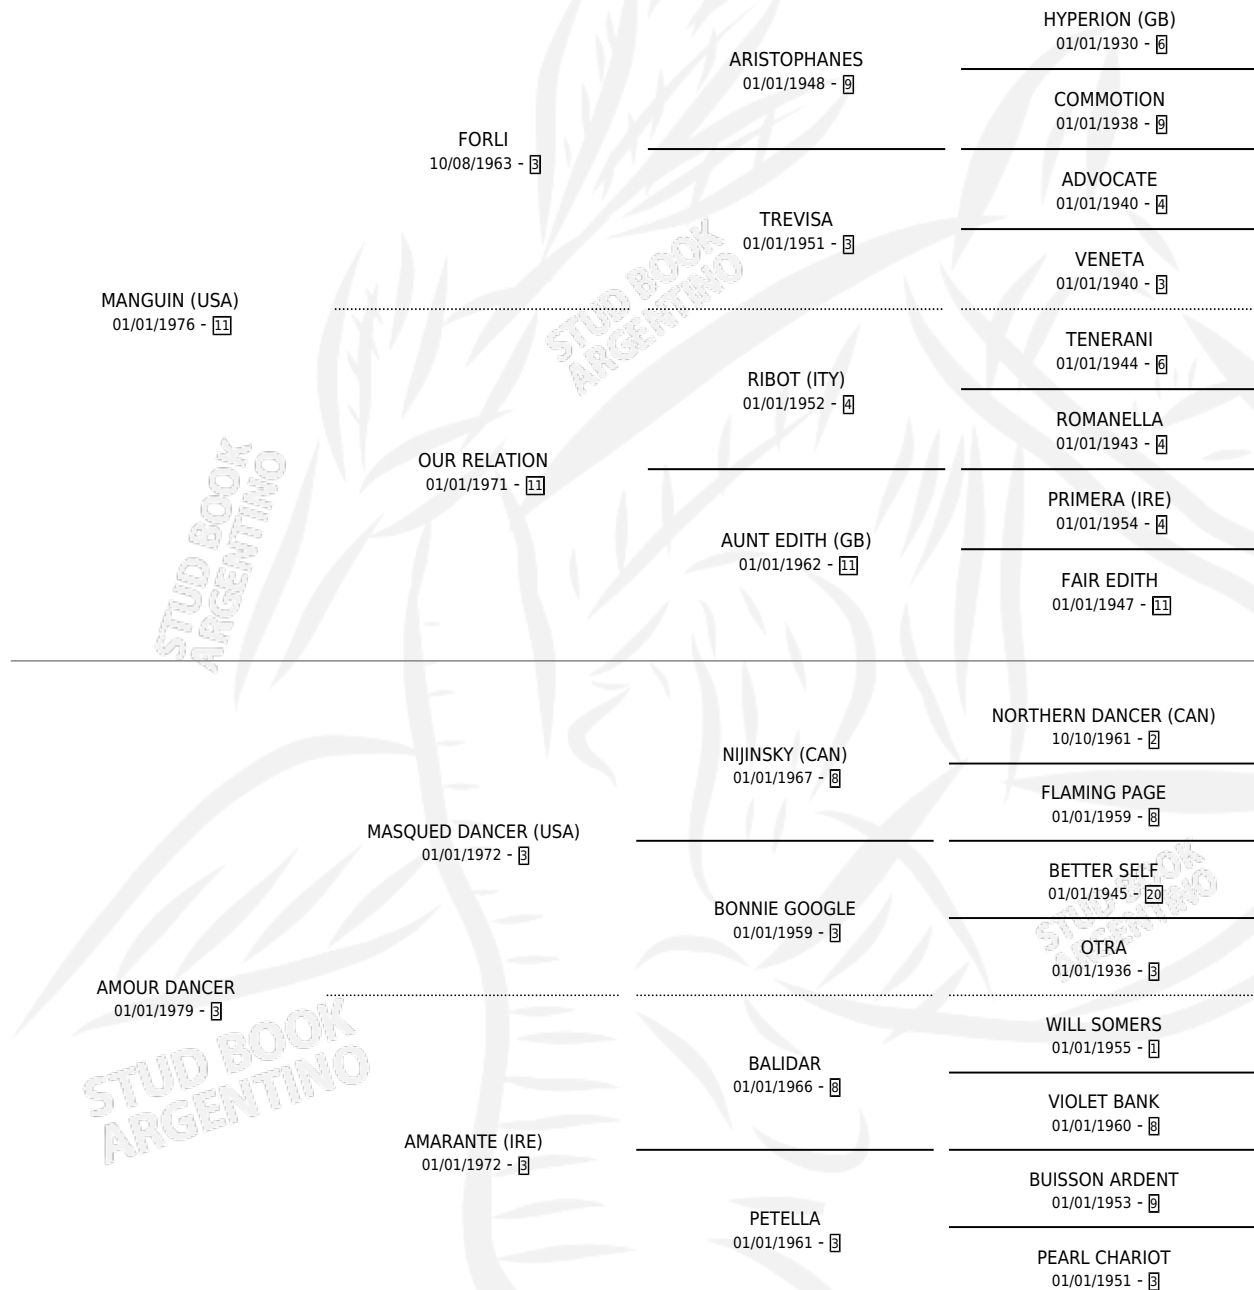 HYPERION (GB)
01/01/1930 - 6
ARISTOPHANES
01/01/1948 - 9
COMMOTION
01/01/1938 - 9
FORLI
10/08/1963 - 3
ADVOCATE
01/01/1940 - 4
TREVISA
01/01/1951 - 3
VENETA
01/01/1940 - 3
STUD BOOK
ARGENTINO
MANGUIN (USA)
01/01/1976 - 11
TENERANI
01/01/1944 - 6
RIBOT (ITY)
01/01/1952 - 4
ROMANELLA
01/01/1943 - 4
OUR RELATION
01/01/1971 - 11
PRIMERA (IRE)
01/01/1954 - 4
AUNT EDITH (GB)
01/01/1962 - 11
FAIR EDITH
01/01/1947 - 11
STUD BOOK
ARGENTINO
NORTHERN DANCER (CAN)
10/10/1961 - 2
NIJINSKY (CAN)
01/01/1967 - 8
FLAMING PAGE
01/01/1959 - 8
MASQUED DANCER (USA)
01/01/1972 - 3
BETTER SELF
01/01/1945 - 20
BONNIE GOOGLE
01/01/1959 - 3
OTRA
01/01/1936 - 3
STUD BOOK
ARGENTINO
AMOUR DANCER
01/01/1979 - 3
WILL SOMERS
01/01/1955 - 1
BALIDAR
01/01/1966 - 8
VIOLET BANK
01/01/1960 - 8
STUD BOOK
ARGENTINO
AMARANTE (IRE)
01/01/1972 - 3
BUISSON ARDENT
01/01/1953 - 9
PETELLA
01/01/1961 - 3
PEARL CHARIOT
01/01/1951 - 3